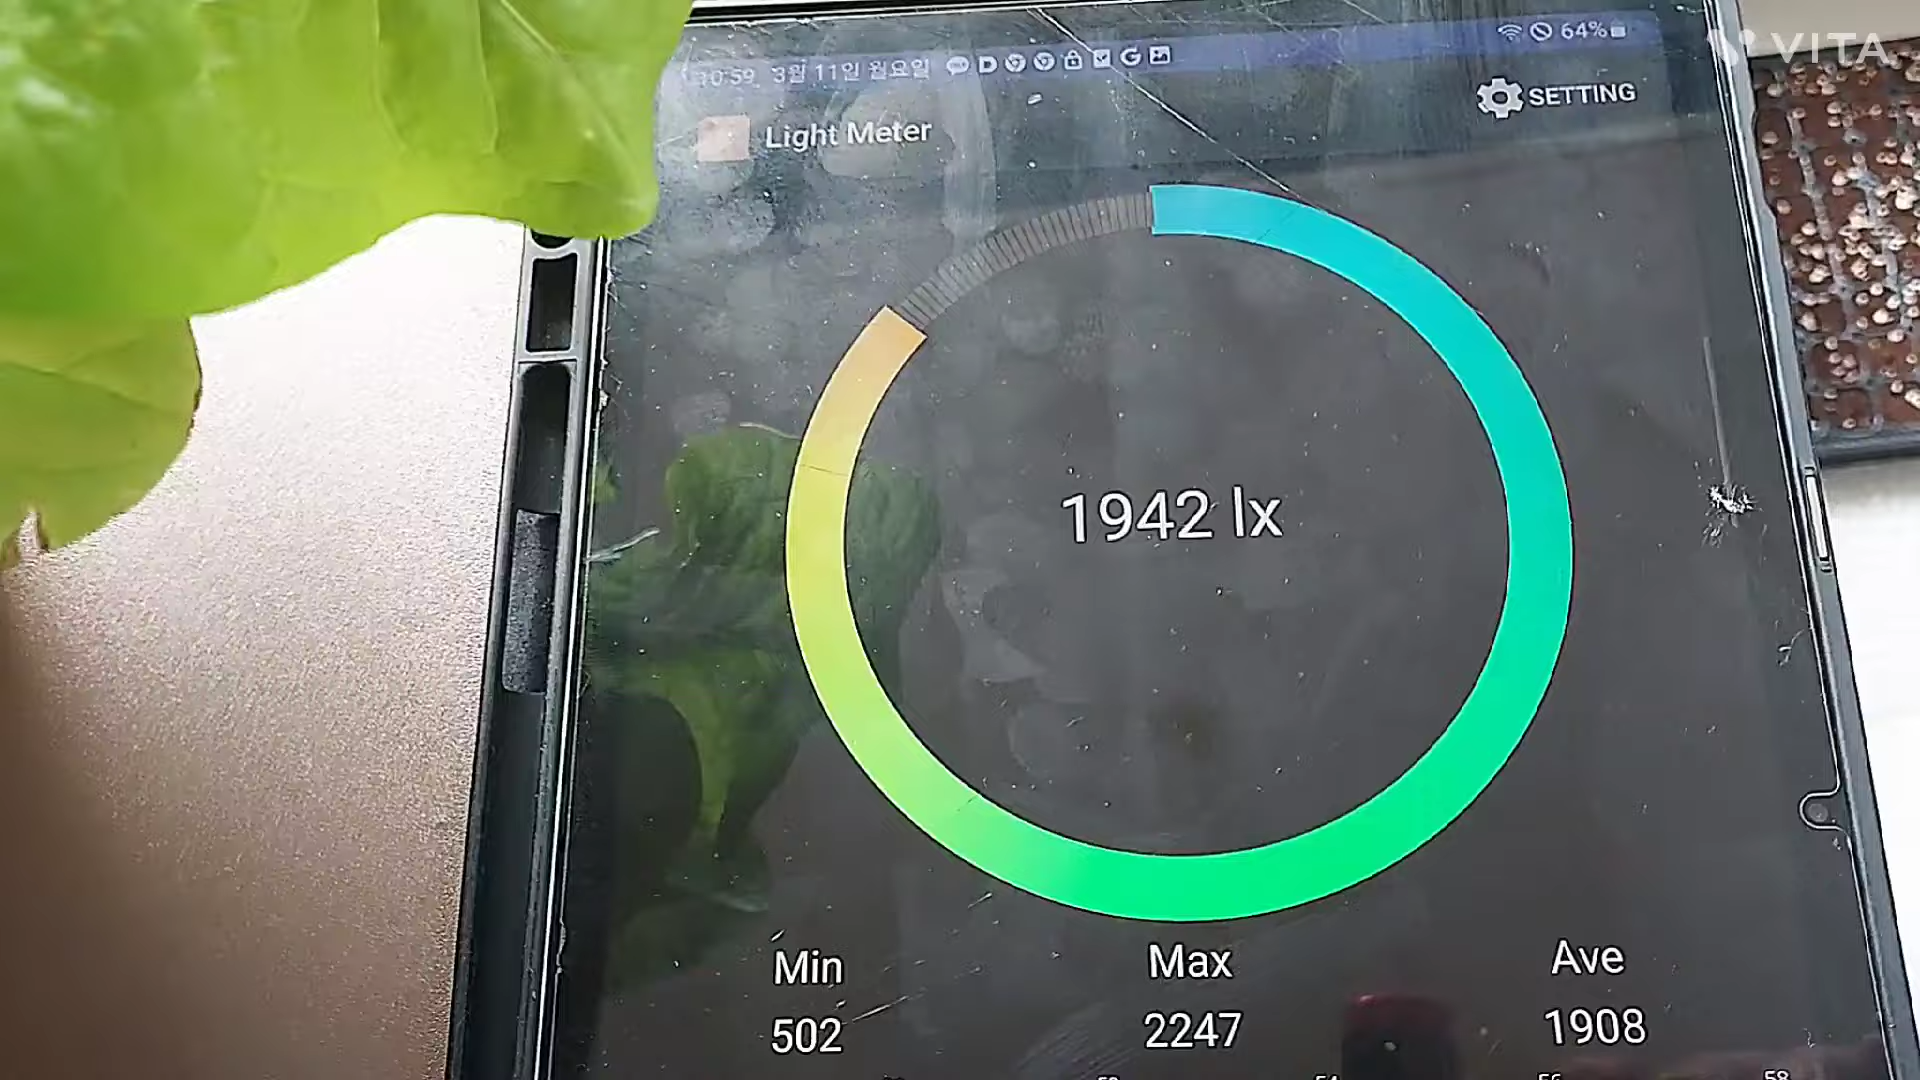 10:59 3월 11일 월요일
64%
VITA
SETTING
Light Meter
1942 lx
Min
Max
Ave
502
2247
1908
58